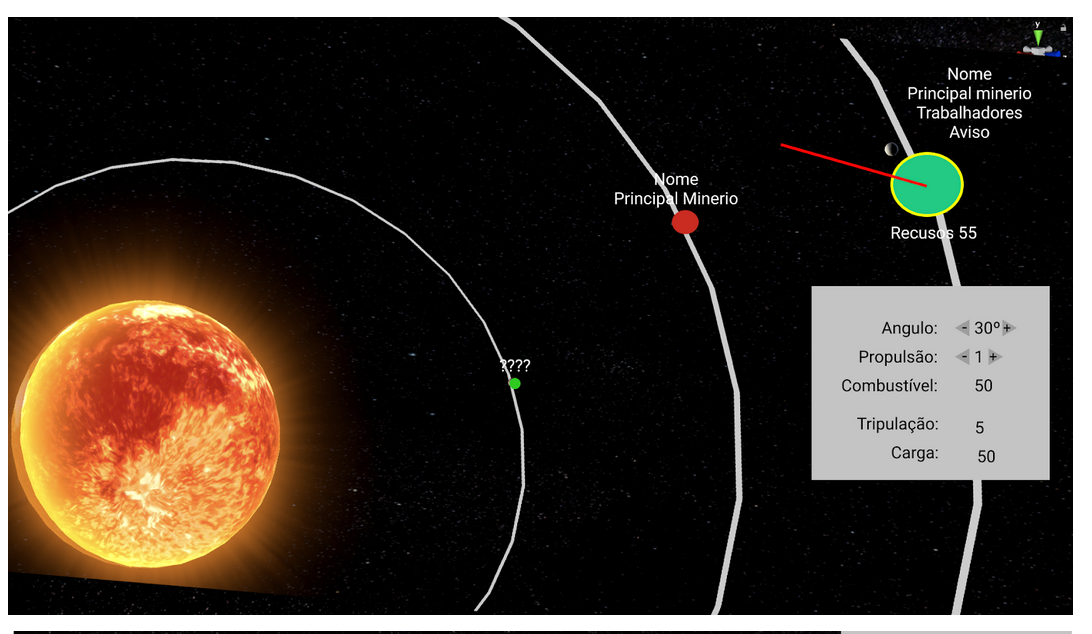 y
Nome
Principal minerio
Trabalhadores
Aviso
Nome
Principal Minerio
Recusos 55
????
Angulo: - 30º +
Propulsão: - 1 +
Combustível: 50
Tripulação: 5
Carga: 50